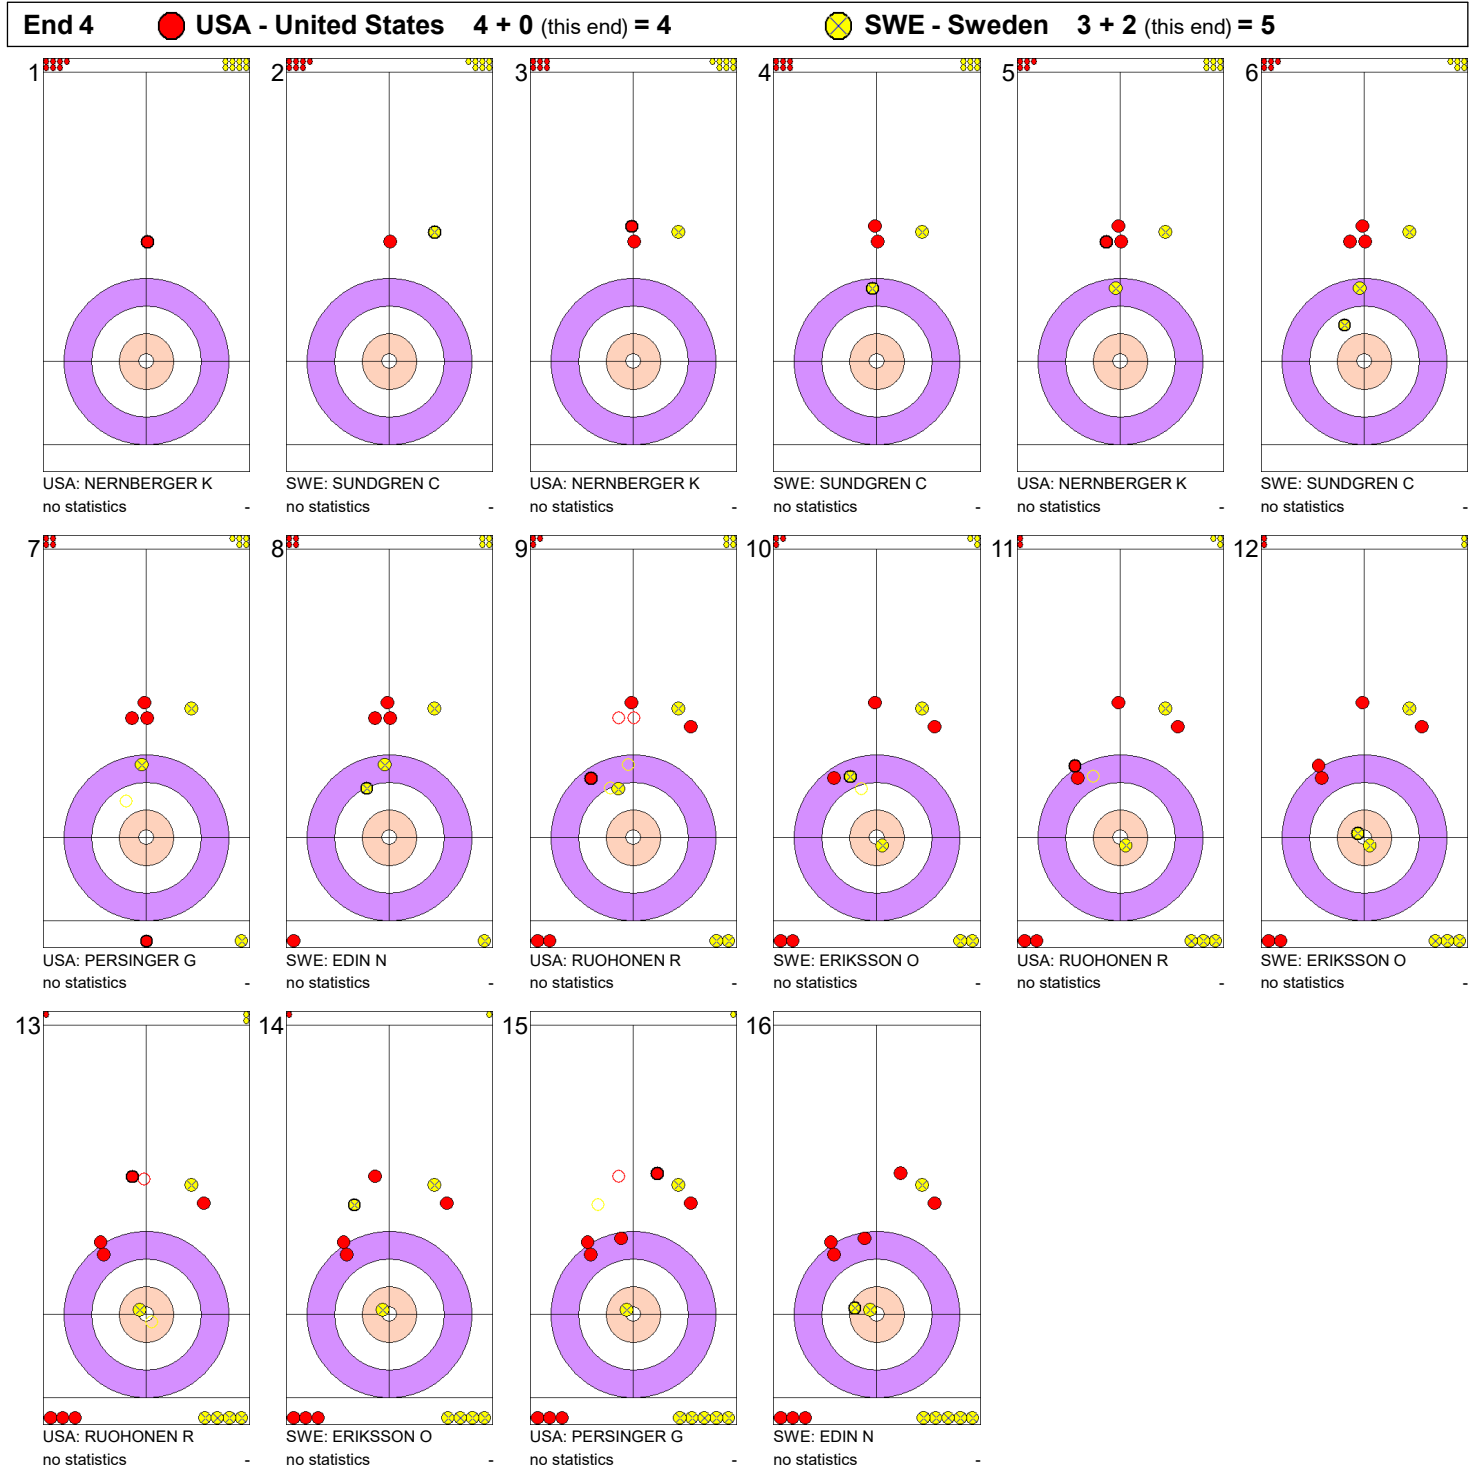 End 4 USA - United States 4 + 0 (this end) = 4 SWE - Sweden 3 + 2 (this end) = 5
1 2 3 4 5 6
USA: NERNBERGER K SWE: SUNDGREN C USA: NERNBERGER K SWE: SUNDGREN C USA: NERNBERGER K SWE: SUNDGREN C
no statistics - no statistics - no statistics - no statistics - no statistics - no statistics -
7 8 9 10 11 12
USA: PERSINGER G SWE: EDIN N USA: RUOHONEN R SWE: ERIKSSON O USA: RUOHONEN R SWE: ERIKSSON O
no statistics - no statistics - no statistics - no statistics - no statistics - no statistics -
13 14 15 16
USA: RUOHONEN R SWE: ERIKSSON O USA: PERSINGER G SWE: EDIN N
no statistics - no statistics - no statistics - no statistics -